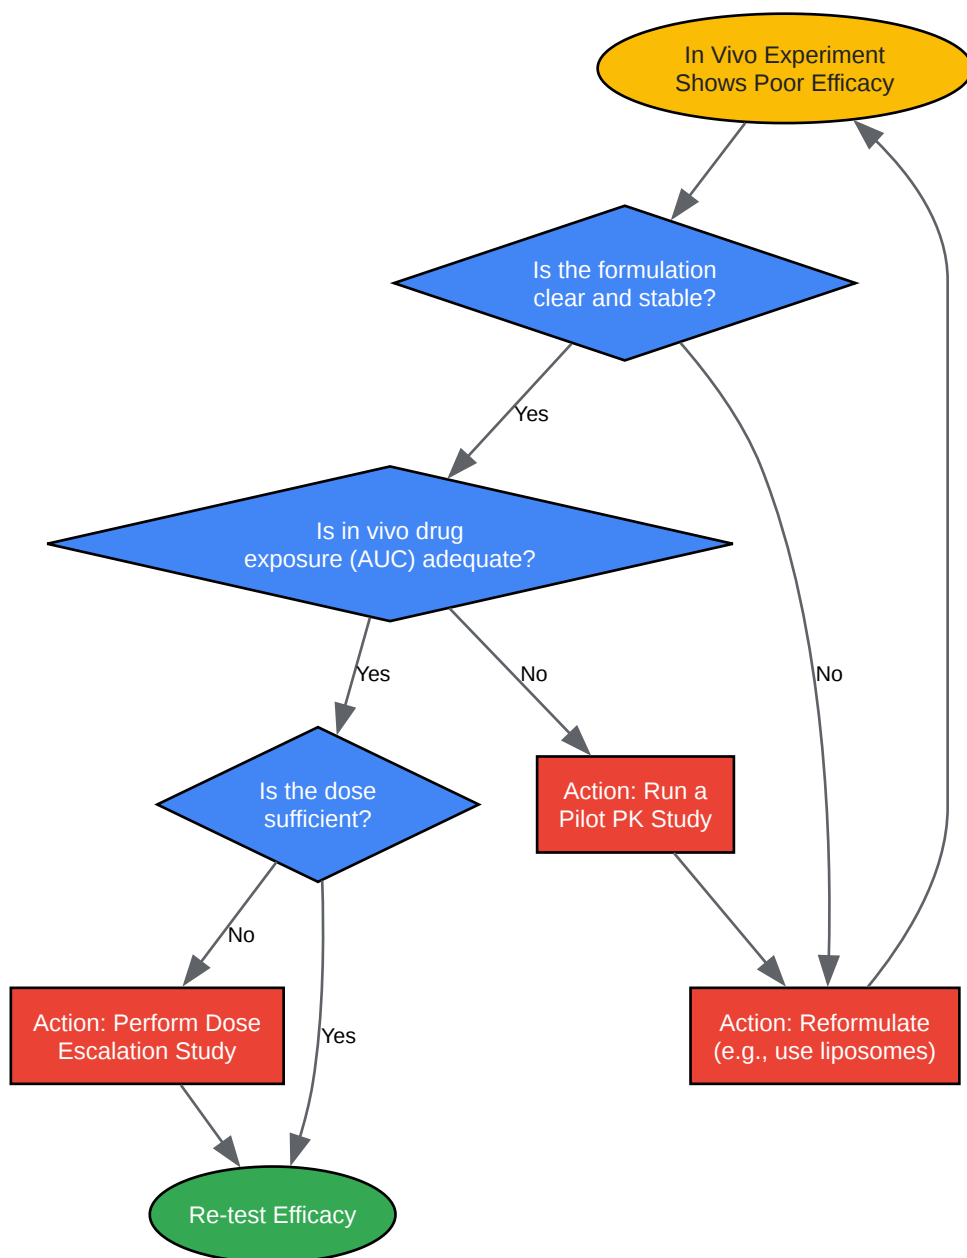 In Vivo Experiment
Shows Poor Efficacy
Is the formulation
clear and stable?
Yes
Is in vivo drug
exposure (AUC) adequate?
Yes
No
No
Is the dose
sufficient?
Action: Run a
Pilot PK Study
No
Action: Perform Dose
Escalation Study
Yes
Action: Reformulate
(e.g., use liposomes)
Re-test Efficacy